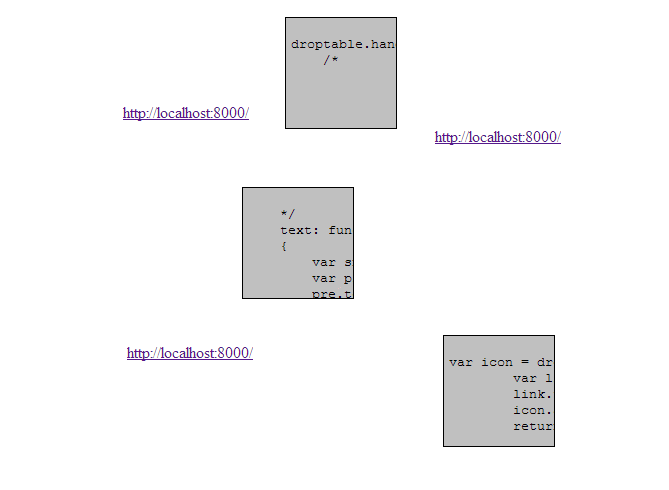 droptable.han
/*
http://localhost:8000/
http://localhost:8000/
*/
text: fun
{
var s
var p
pre.t
http://localhost:8000/
var icon = dr
var l
link.
icon.
retur